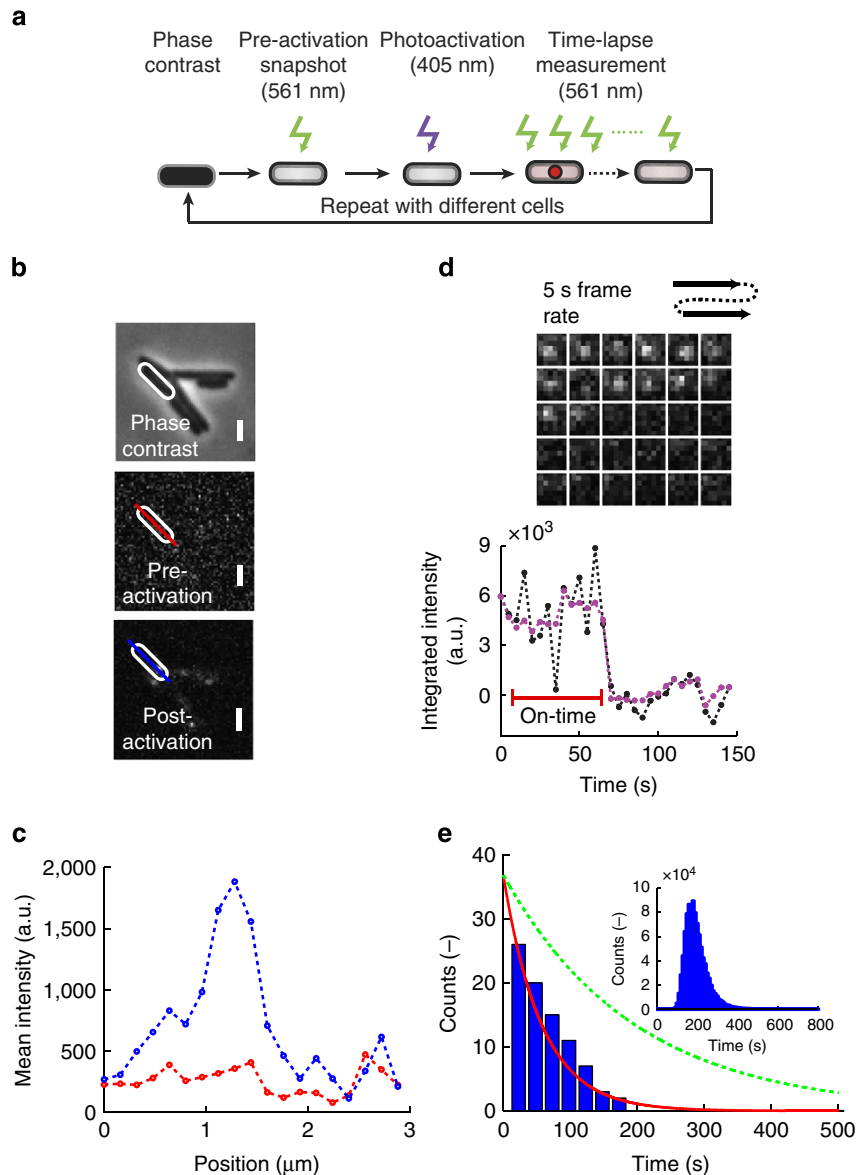 a
Phase
contrast
Pre-activation
snapshot
(561 nm)
Photoactivation
(405 nm)
Time-lapse
measurement
(561 nm)
Repeat with different cells
b
Phase
contrast
Pre-
activation
Post-
activation
d
5 s frame
rate
×10³
9
6
3
0
Integrated intensity
(a.u.)
On-time
0
50
100
150
Time (s)
c
2,000
1,500
1,000
500
0
Mean intensity (a.u.)
0
1
2
3
Position (μm)
e
40
30
20
10
0
Counts (–)
0
100
200
300
400
500
Time (s)
×10⁴
10
8
6
4
2
0
Counts (–)
0
200
400
600
800
Time (s)